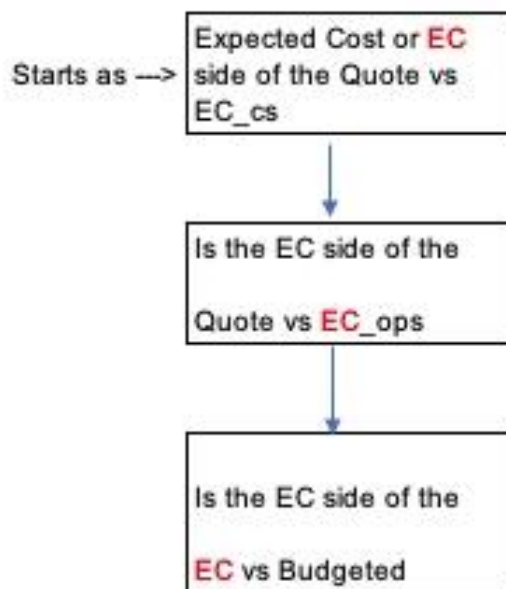 Expected Cost or EC
Starts as ---> side of the Quote vs
EC_cs
Is the EC side of the
Quote vs EC_ops
Is the EC side of the
EC vs Budgeted